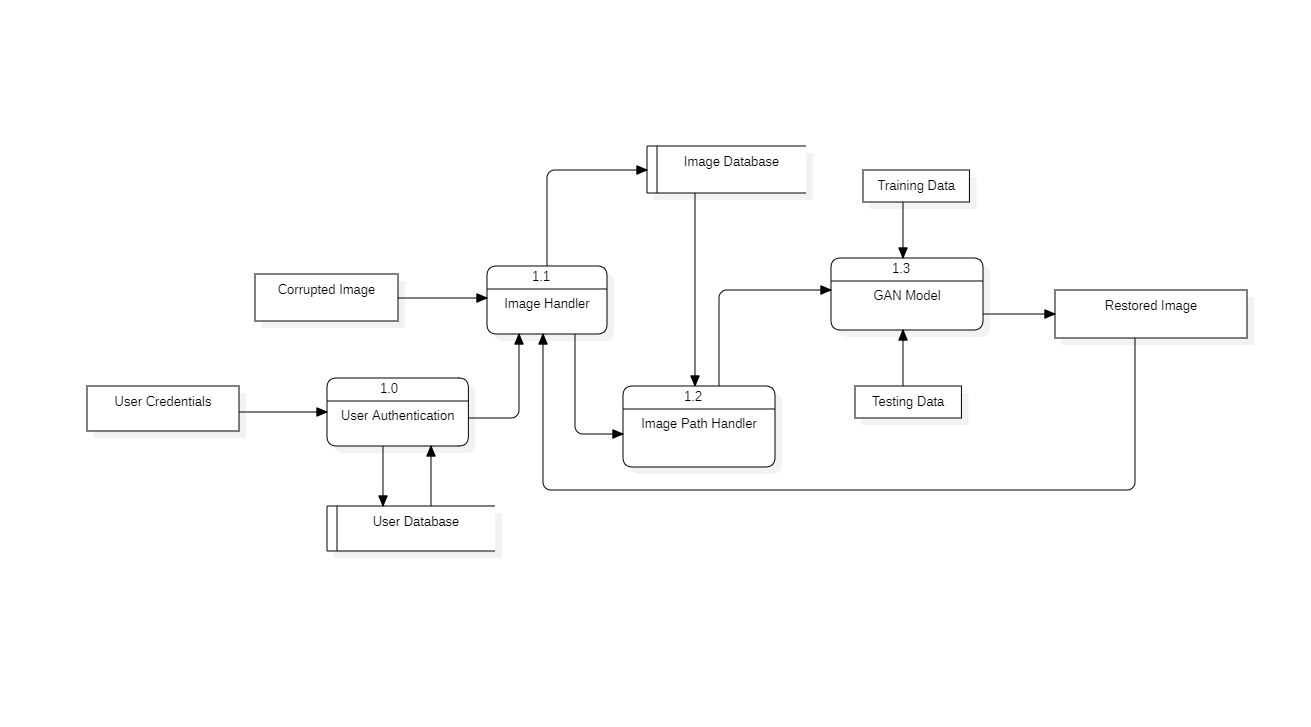 Image Database
Training Data
1.3
GAN Model
1.1
Image Handler
Corrupted Image
Restored Image
1.0
User Authentication
User Credentials
1.2
Image Path Handler
Testing Data
User Database